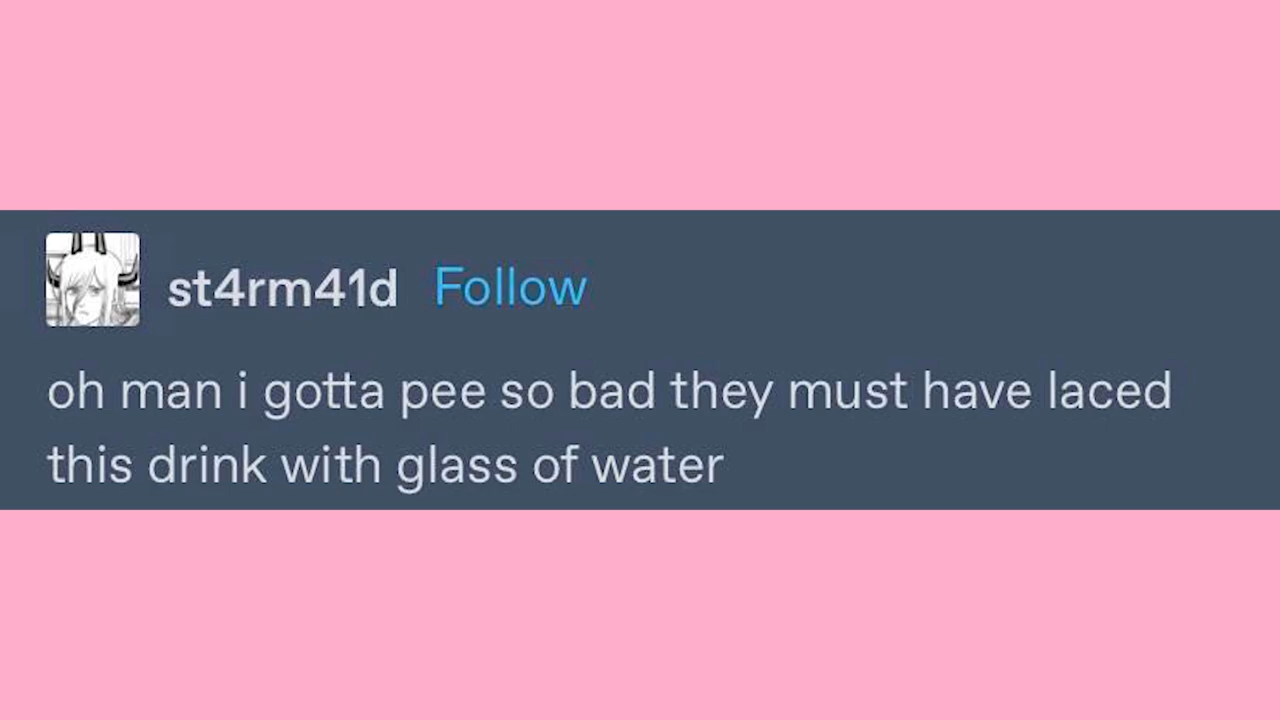 st4rm41d Follow
oh man i gotta pee so bad they must have laced
this drink with glass of water